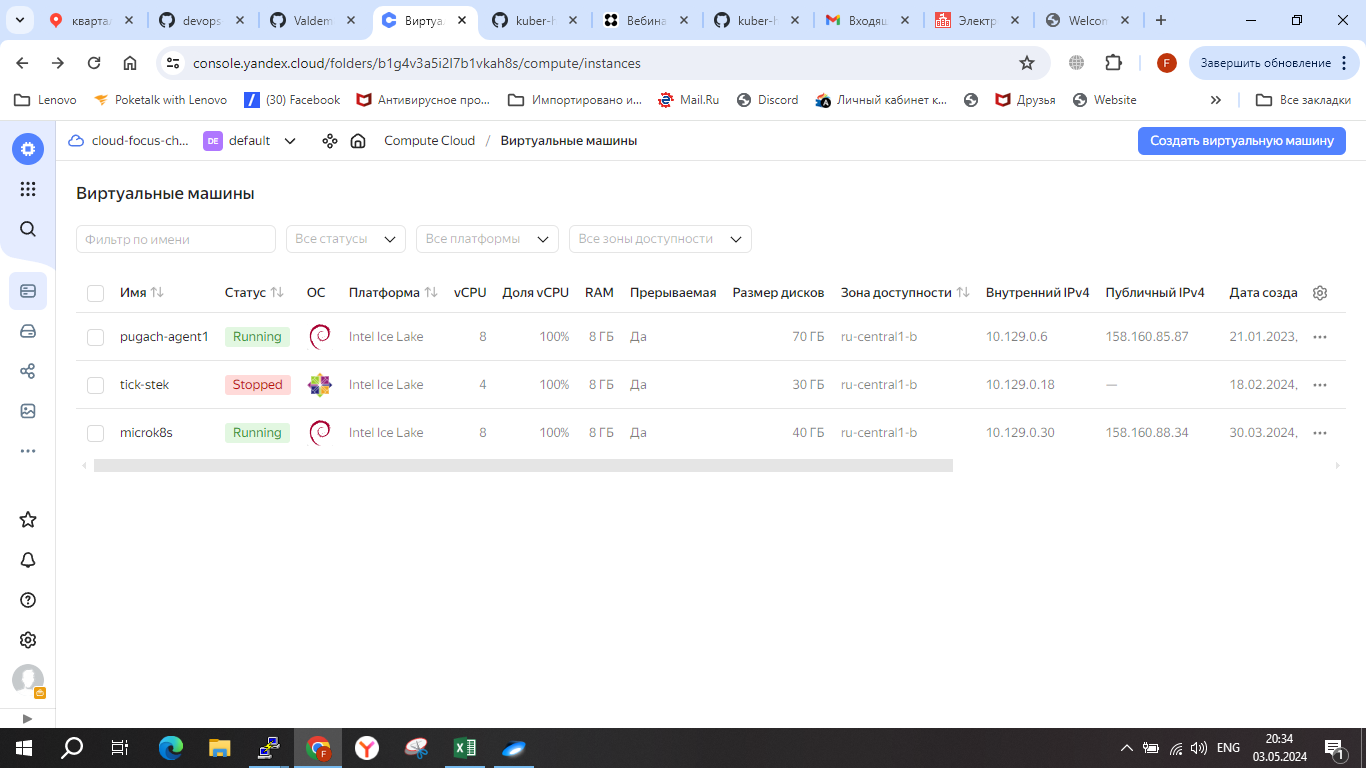 квартал
devops
Valdem
Виртуа
kuber-h
Вебина
kuber-h
Входящ
Электр
Welcom
console.yandex.cloud/folders/b1g4v3a5i2l7b1vkah8s/compute/instances
F
Завершить обновление
Lenovo
Poketalk with Lenovo
(30) Facebook
Антивирусное про...
Импортировано и...
Mail.Ru
Discord
Личный кабинет к...
Друзья
Website
Все закладки
cloud-focus-ch...
DE
default
Compute Cloud / Виртуальные машины
Создать виртуальную машину
Виртуальные машины
Фильтр по имени
Все статусы
Все платформы
Все зоны доступности
Имя Статус ОС Платформа vCPU Доля vCPU RAM Прерываемая Размер дисков Зона доступности Внутренний IPv4 Публичный IPv4 Дата созда
pugach-agent1 Running Intel Ice Lake 8 100% 8 ГБ Да 70 ГБ ru-central1-b 10.129.0.6 158.160.85.87 21.01.2023,
tick-stek Stopped Intel Ice Lake 4 100% 8 ГБ Да 30 ГБ ru-central1-b 10.129.0.18 — 18.02.2024,
microk8s Running Intel Ice Lake 8 100% 8 ГБ Да 40 ГБ ru-central1-b 10.129.0.30 158.160.88.34 30.03.2024,
ENG
20:34
03.05.2024
1